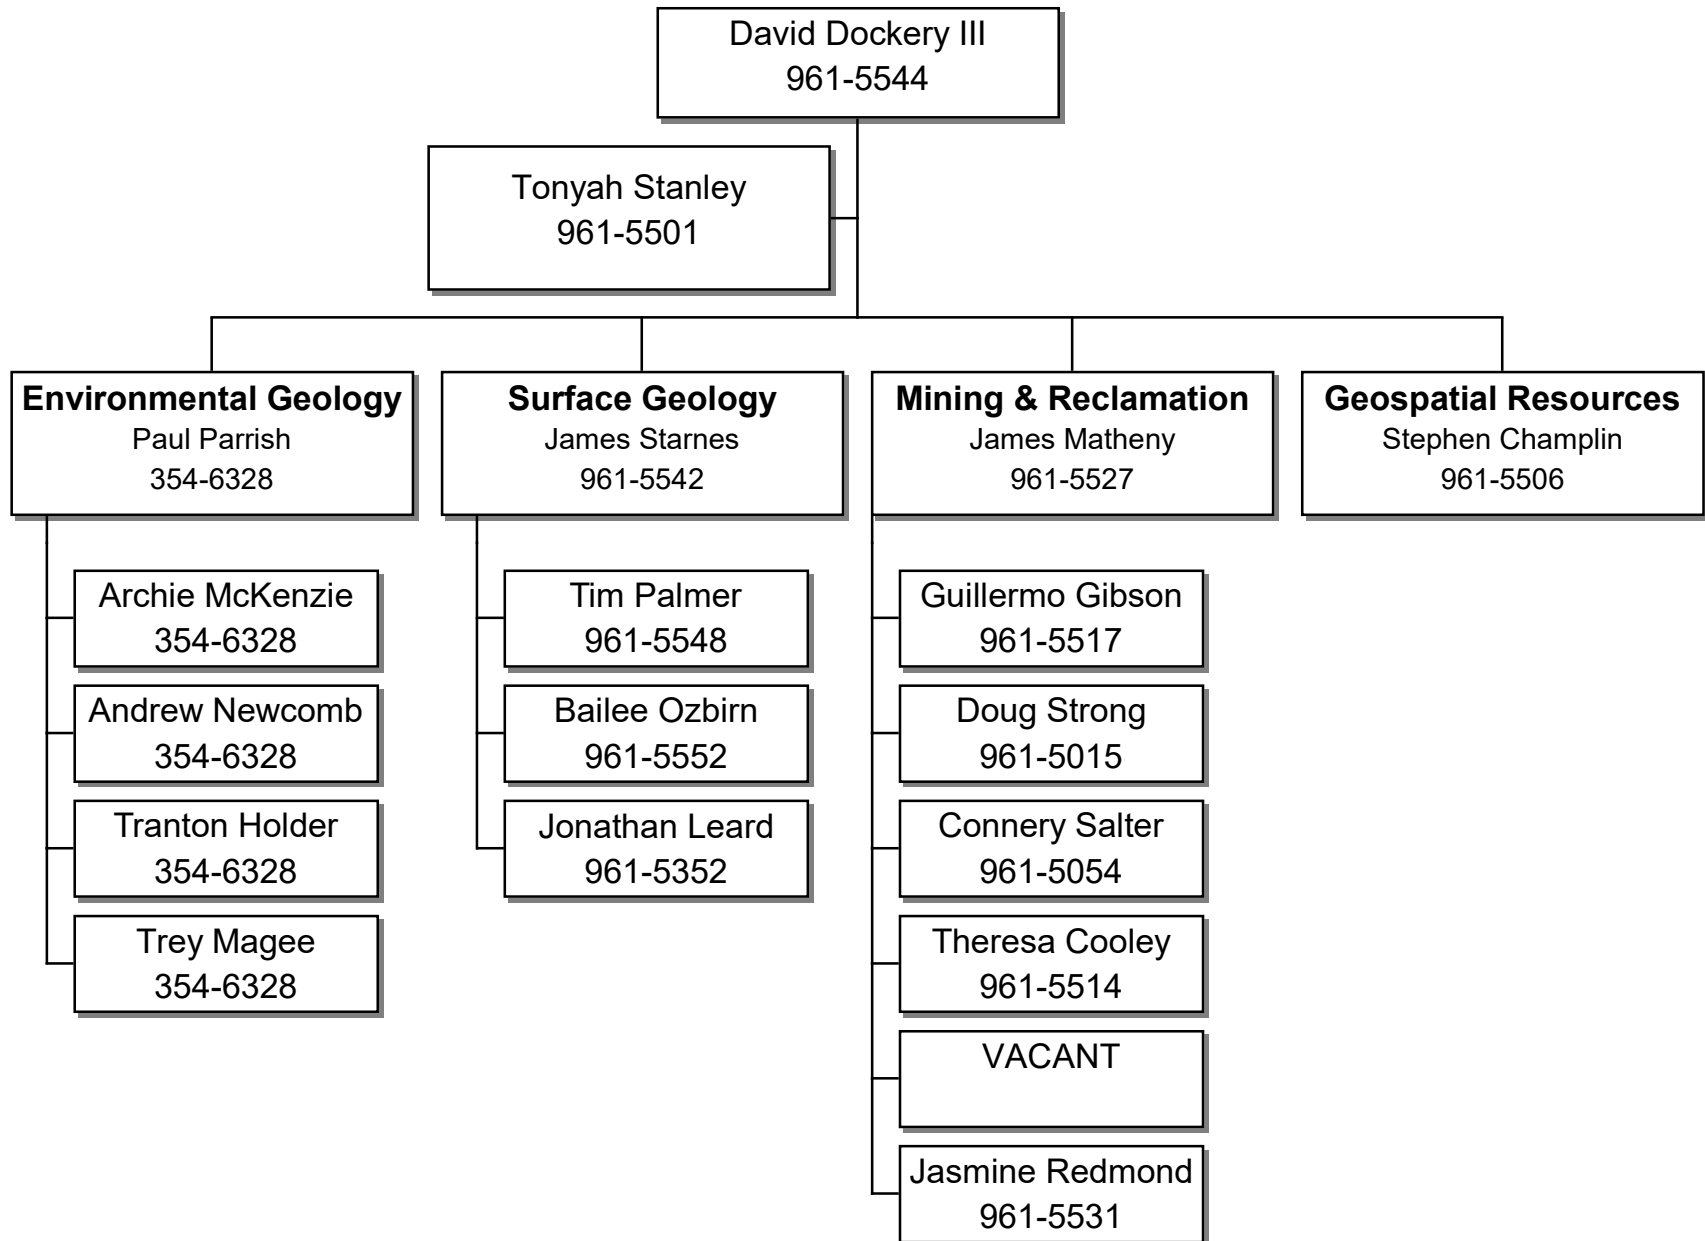 David Dockery III
961-5544
Tonyah Stanley
961-5501
Environmental Geology
Paul Parrish
354-6328
Surface Geology
James Starnes
961-5542
Mining & Reclamation
James Matheny
961-5527
Geospatial Resources
Stephen Champlin
961-5506
Archie McKenzie
354-6328
Andrew Newcomb
354-6328
Tranton Holder
354-6328
Trey Magee
354-6328
Tim Palmer
961-5548
Bailee Ozbirn
961-5552
Jonathan Leard
961-5352
Guillermo Gibson
961-5517
Doug Strong
961-5015
Connery Salter
961-5054
Theresa Cooley
961-5514
VACANT
Jasmine Redmond
961-5531